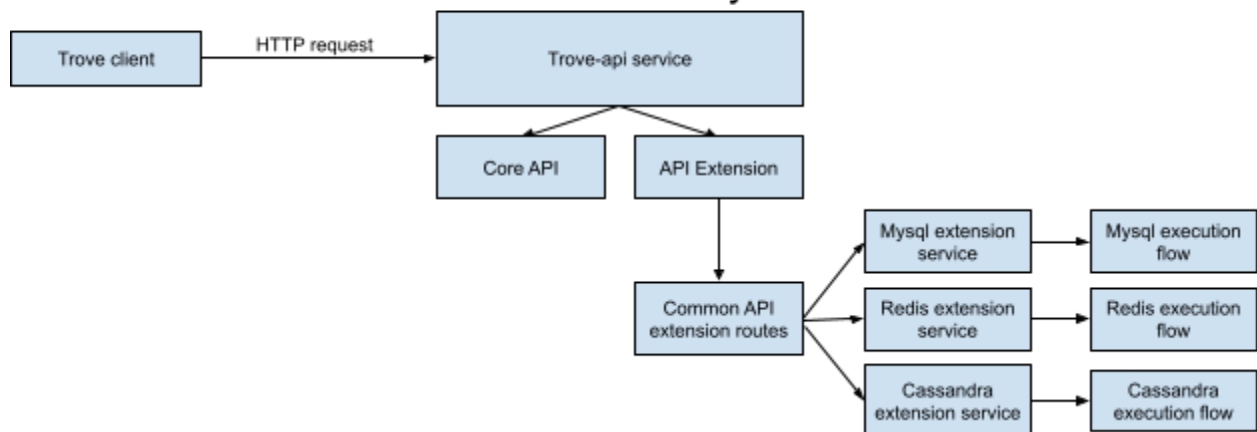 HTTP request
Trove client
Trove-api service
Core API
API Extension
Mysql extension
service
Mysql execution
flow
Common API
extension routes
Redis extension
service
Redis execution
flow
Cassandra
extension service
Cassandra
execution flow